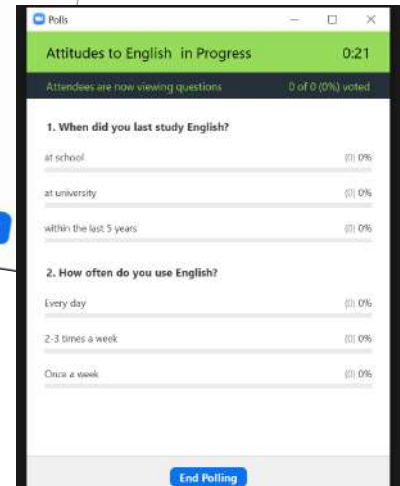 Polls
Attitudes to English in Progress 0:21
Attendees are now viewing questions 0 of 0 (0%) voted
1. When did you last study English?
at school (0) 0%
at university (0) 0%
within the last 5 years (0) 0%
2. How often do you use English?
Every day (0) 0%
2-3 times a week (0) 0%
Once a week (0) 0%
End Polling